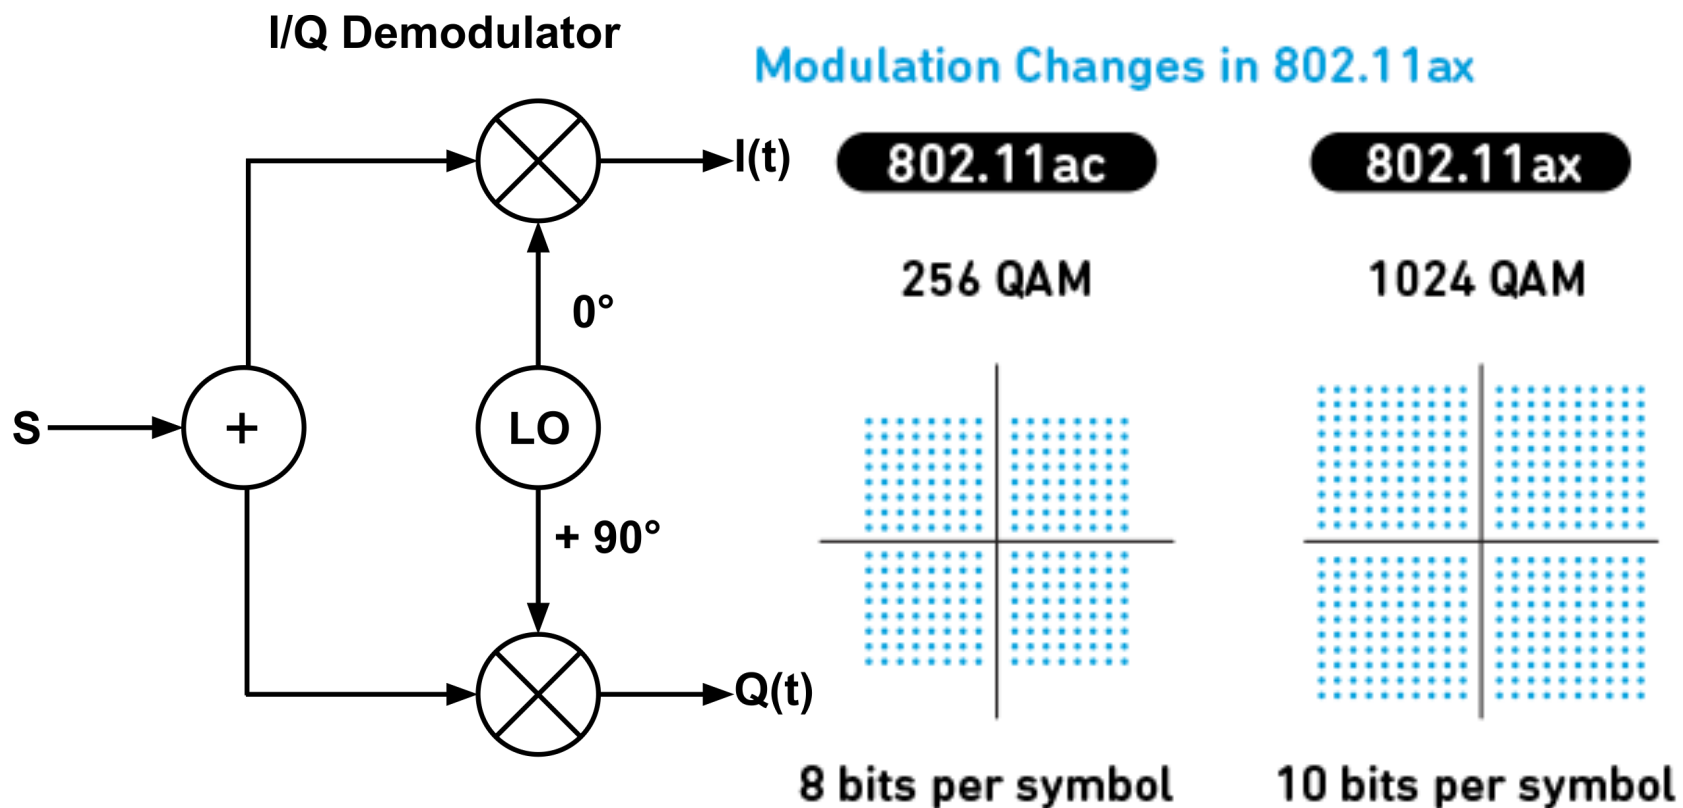 I/Q Demodulator
I(t)
0°
S
+
LO
+ 90°
Q(t)
Modulation Changes in 802.11ax
802.11ac
802.11ax
256 QAM
1024 QAM
8 bits per symbol
10 bits per symbol